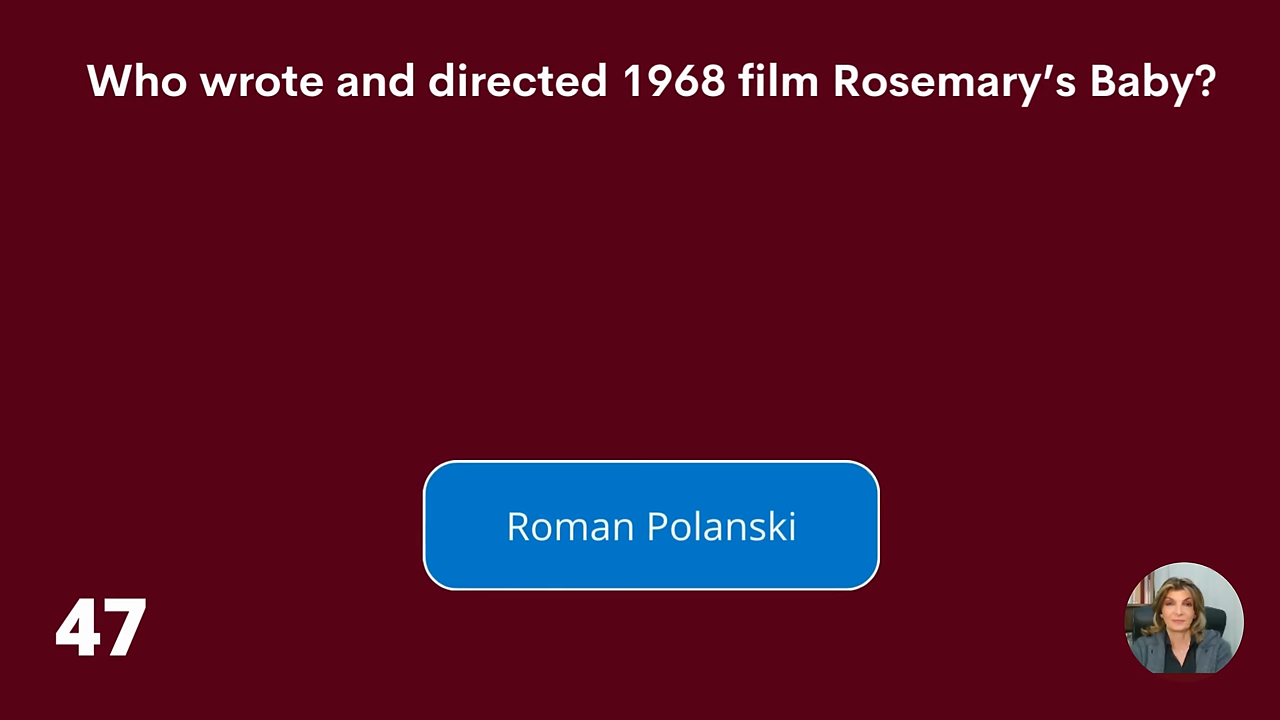 Who wrote and directed 1968 film Rosemary’s Baby?
Roman Polanski
47